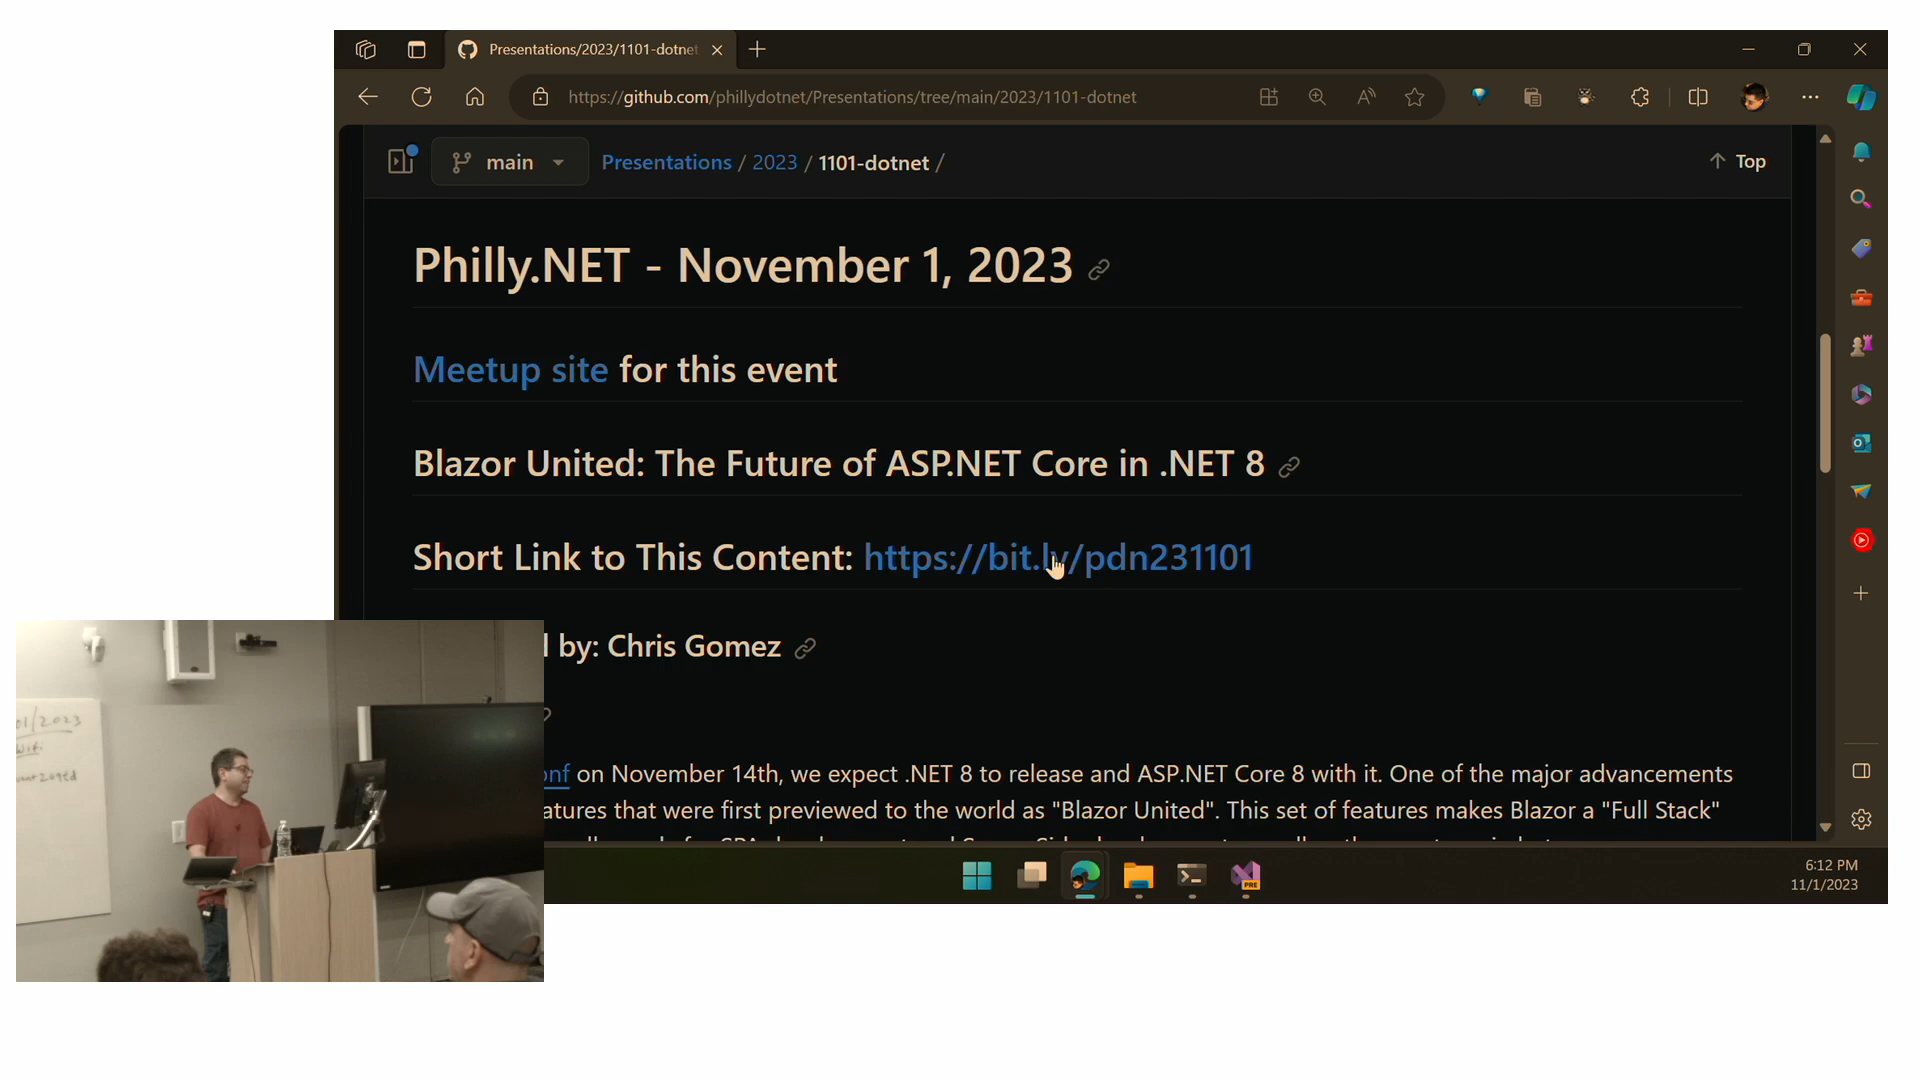 Presentations/2023/1101-dotnet
https://github.com/phillydotnet/Presentations/tree/main/2023/1101-dotnet
main
Presentations / 2023 / 1101-dotnet /
Top
Philly.NET - November 1, 2023
Meetup site for this event
Blazor United: The Future of ASP.NET Core in .NET 8
Short Link to This Content: https://bit.ly/pdn231101
by: Chris Gomez
on November 14th, we expect .NET 8 to release and ASP.NET Core 8 with it. One of the major advancements
that were first previewed to the world as "Blazor United". This set of features makes Blazor a "Full Stack"
PRE
6:12 PM
11/1/2023